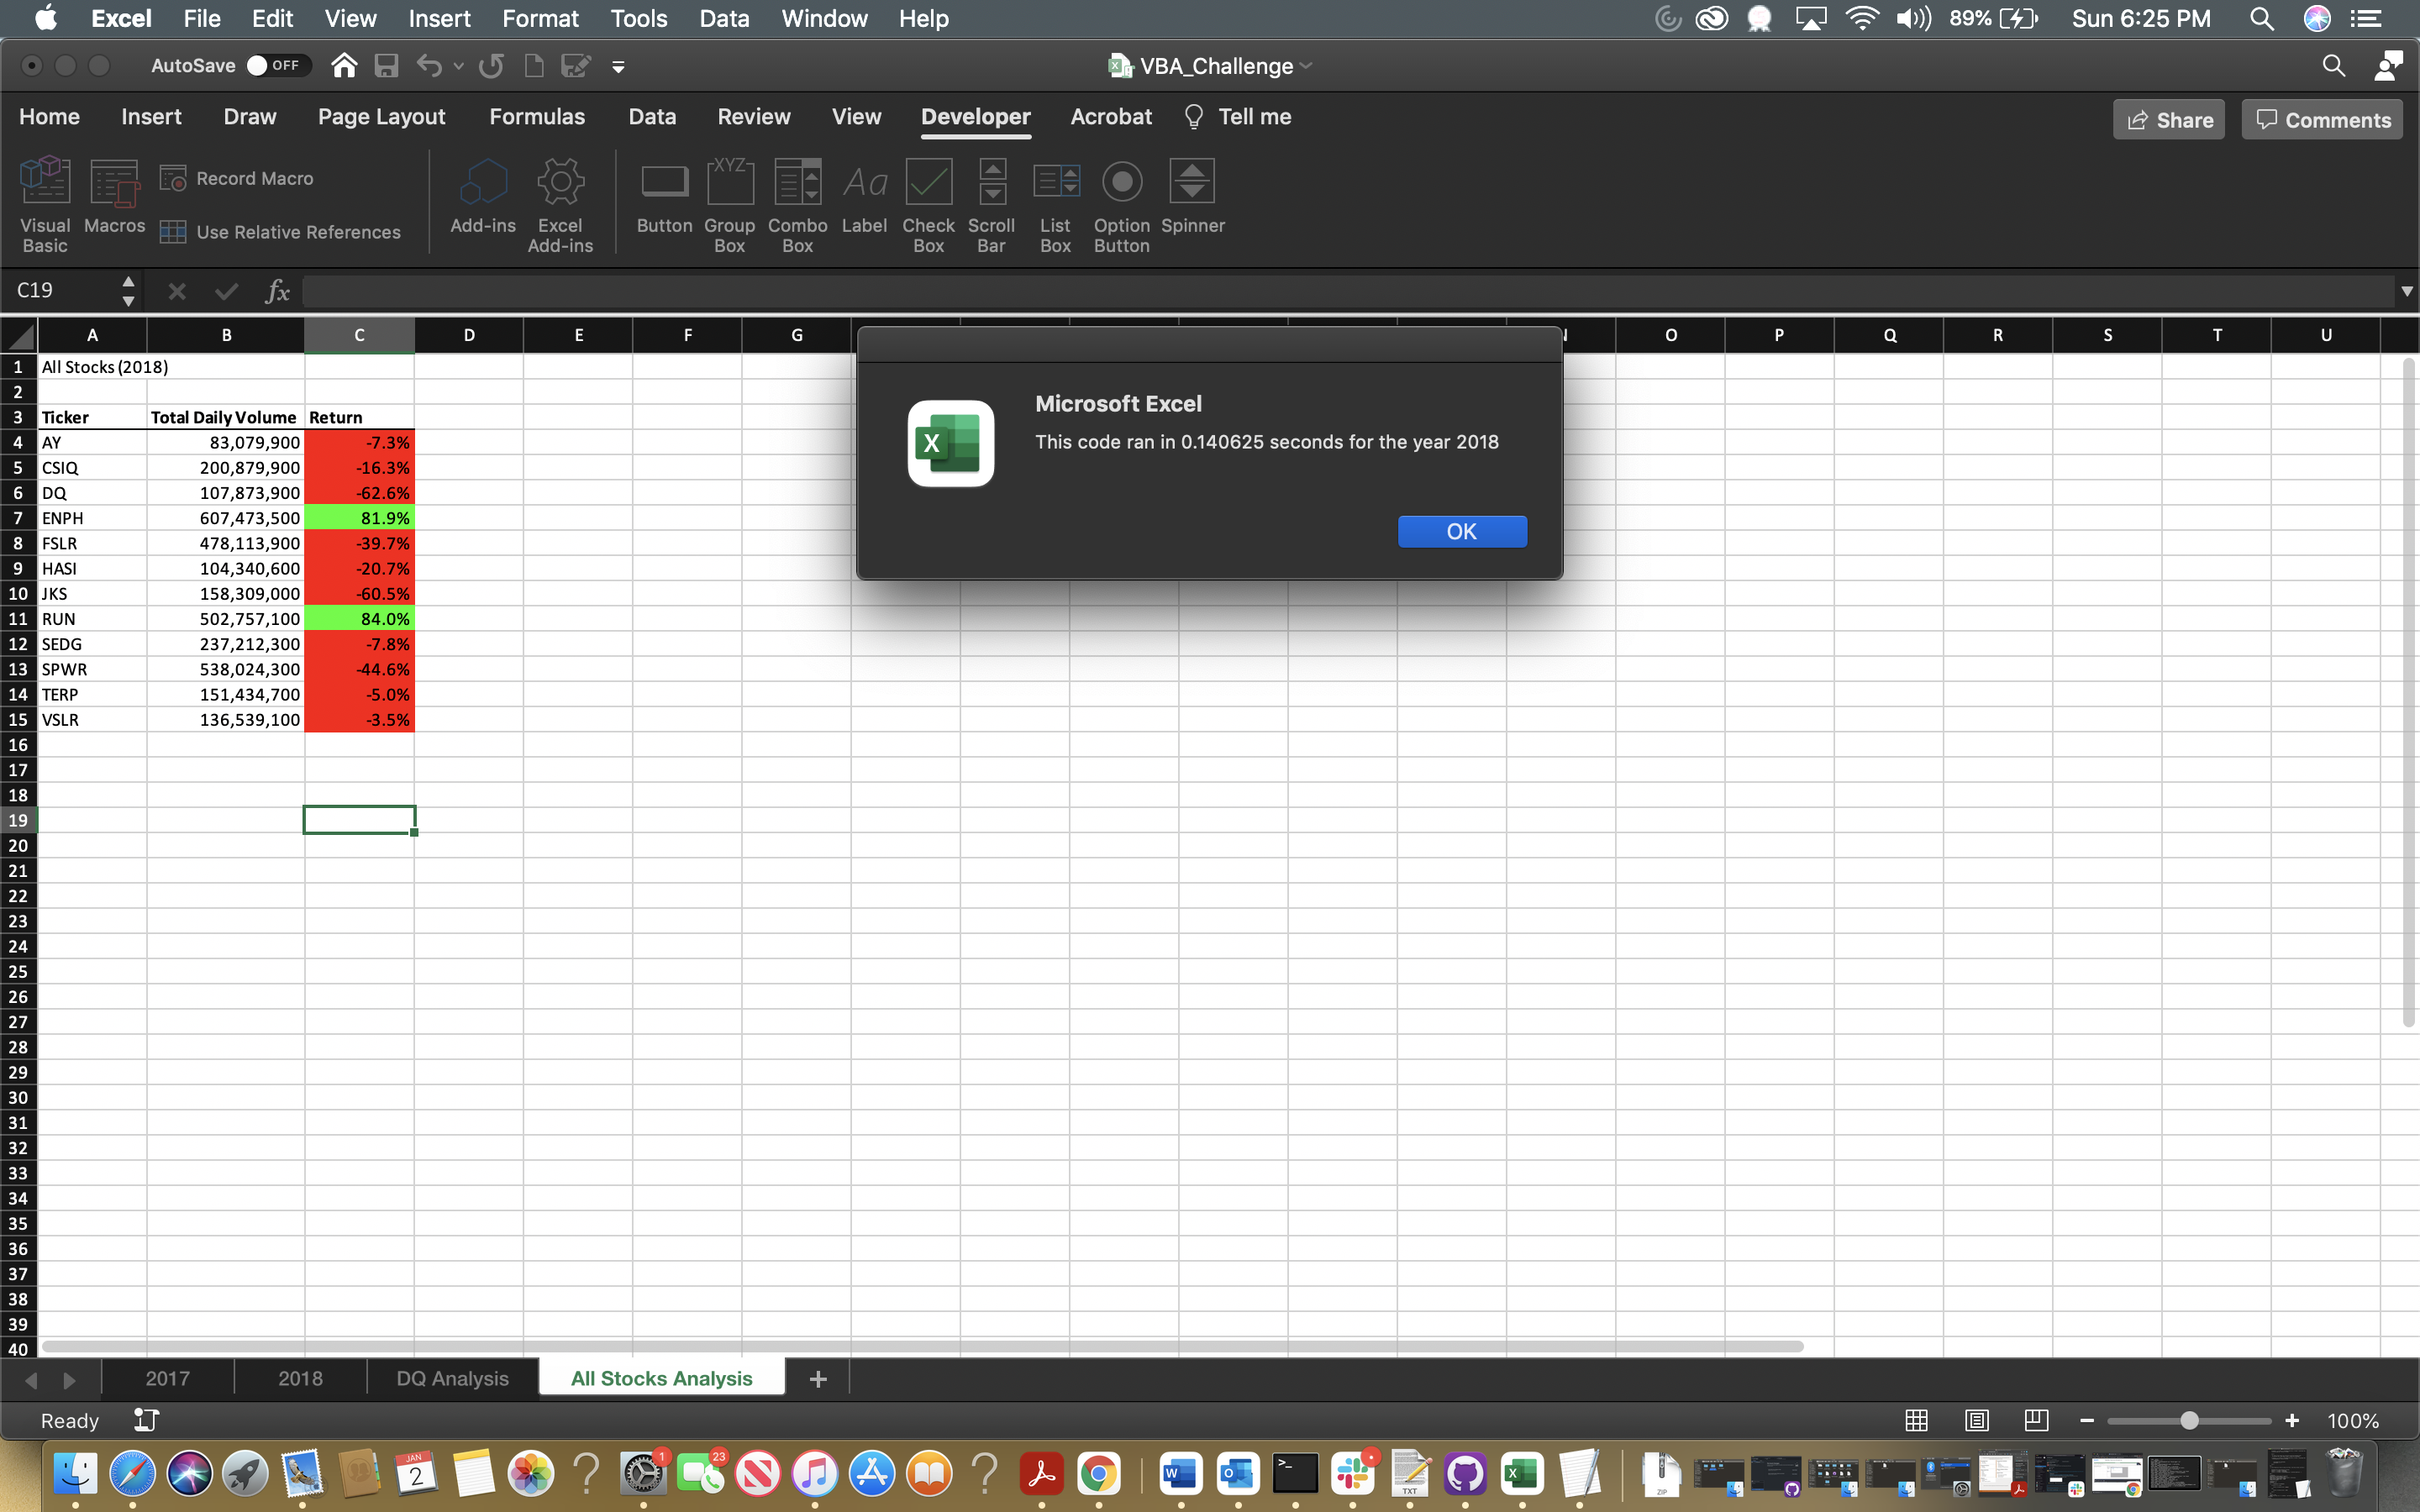 Excel File Edit View Insert Format Tools Data Window Help 89% Sun 6:25 PM
AutoSave OFF VBA_Challenge
Home Insert Draw Page Layout Formulas Data Review View Developer Acrobat Tell me Share Comments
Visual Basic Macros Record Macro Use Relative References Add-ins Excel Add-ins Button XYZ Group Box Combo Box Aa Label Check Box Scroll Bar List Box Option Button Spinner
C19 fx
A B C D E F G N O P Q R S T U
1 All Stocks (2018)
2
3 Ticker Total Daily Volume Return
4 AY 83,079,900 -7.3%
5 CSIQ 200,879,900 -16.3%
6 DQ 107,873,900 -62.6%
7 ENPH 607,473,500 81.9%
8 FSLR 478,113,900 -39.7%
9 HASI 104,340,600 -20.7%
10 JKS 158,309,000 -60.5%
11 RUN 502,757,100 84.0%
12 SEDG 237,212,300 -7.8%
13 SPWR 538,024,300 -44.6%
14 TERP 151,434,700 -5.0%
15 VSLR 136,539,100 -3.5%
16
17
18
19
20
21
22
23
24
25
26
27
28
29
30
31
32
33
34
35
36
37
38
39
40
Microsoft Excel
This code ran in 0.140625 seconds for the year 2018
OK
2017 2018 DQ Analysis All Stocks Analysis +
Ready 100%
JAN 2 1 23 TXT ZIP